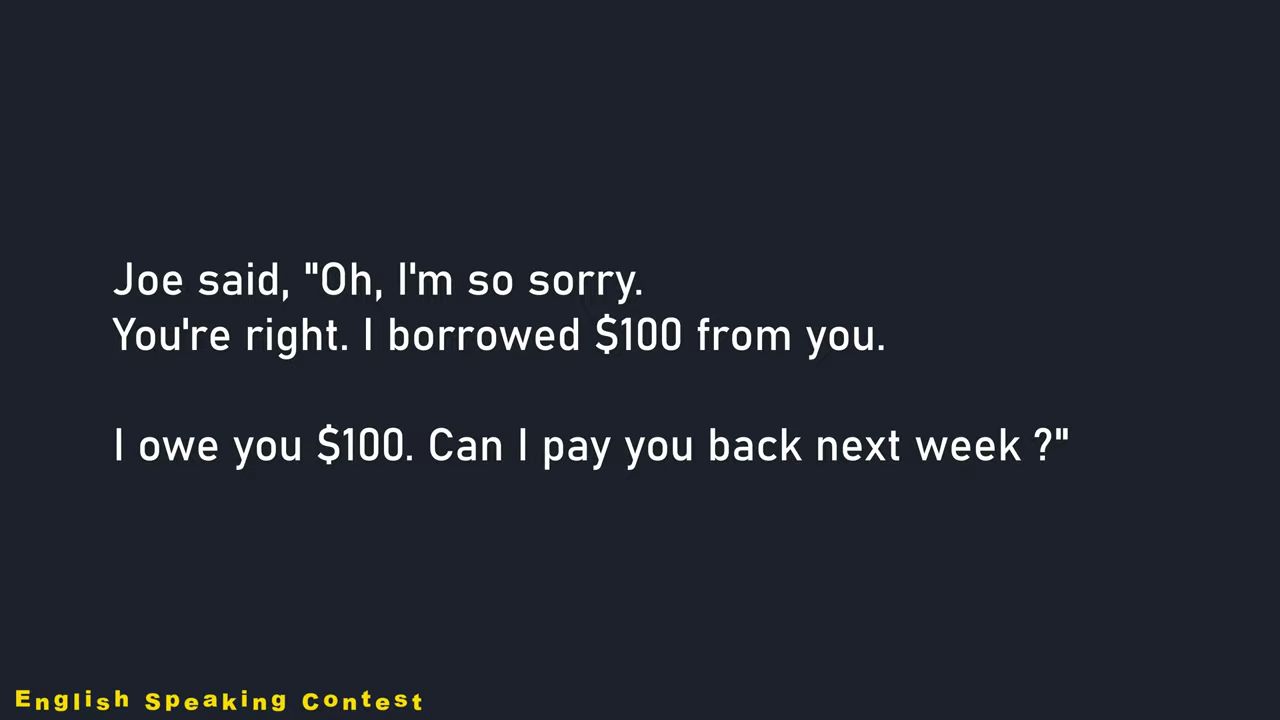 Joe said, "Oh, I'm so sorry.
You're right. I borrowed $100 from you.
I owe you $100. Can I pay you back next week ?"
English Speaking Contest